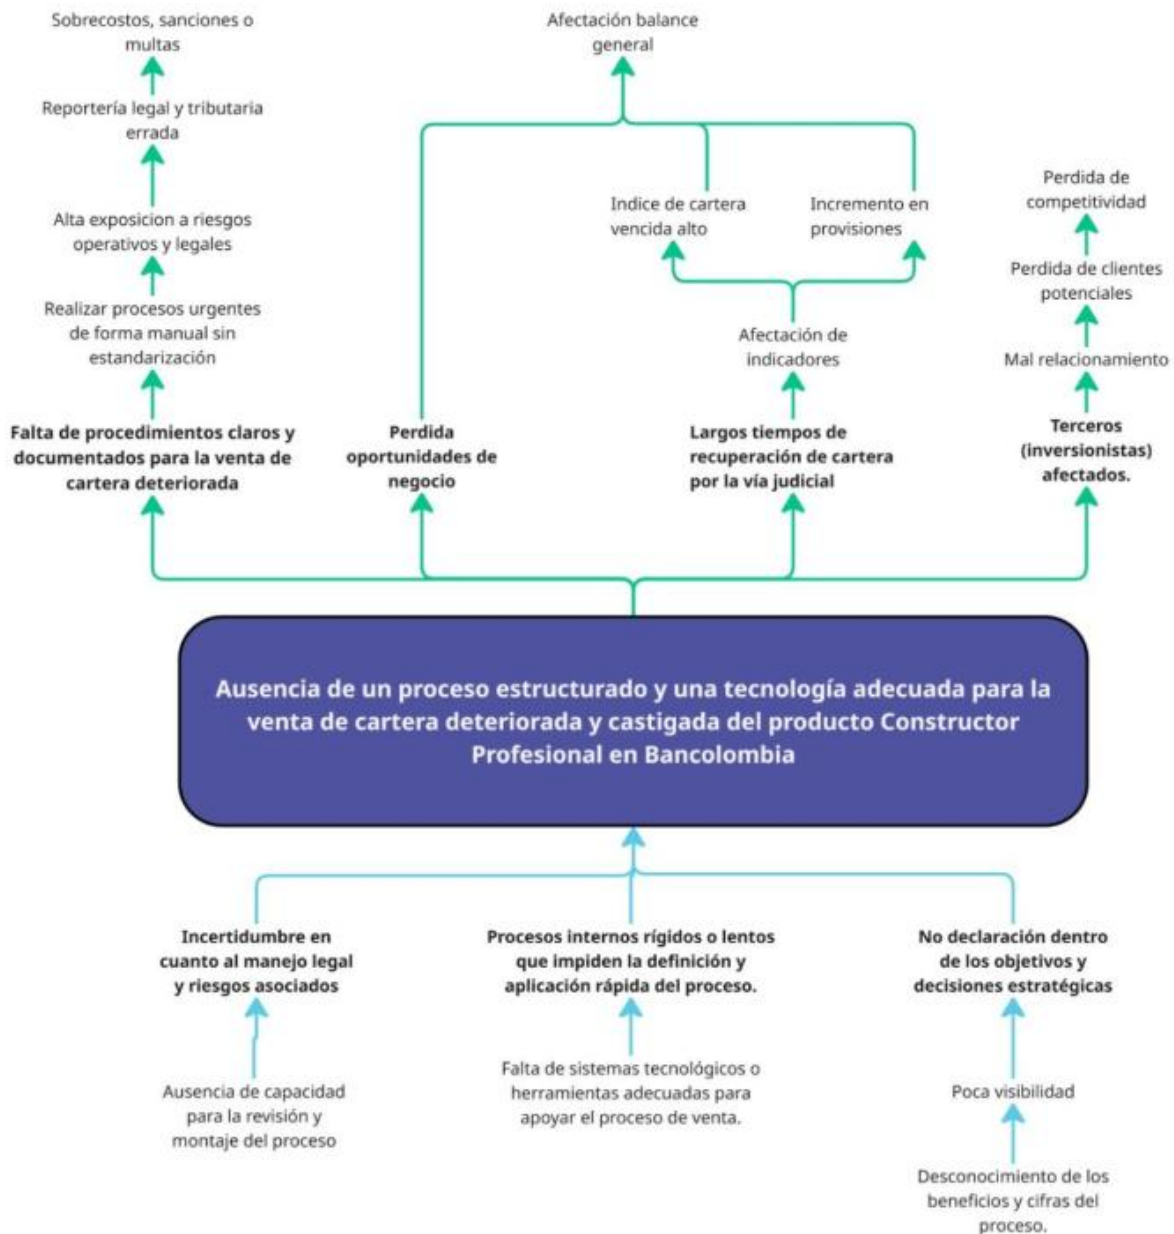 Sobrecostos, sanciones o
multas
Afectación balance
general
Reportería legal y tributaria
errada
Perdida de
competitividad
Alta exposicion a riesgos
operativos y legales
Indice de cartera
vencida alto
Incremento en
provisiones
Perdida de clientes
potenciales
Realizar procesos urgentes
de forma manual sin
estandarización
Afectación de
indicadores
Mal relacionamiento
Falta de procedimientos claros y
documentados para la venta de
cartera deteriorada
Perdida
oportunidades de
negocio
Largos tiempos de
recuperación de cartera
por la vía judicial
Terceros
(inversionistas)
afectados.
Ausencia de un proceso estructurado y una tecnología adecuada para la
venta de cartera deteriorada y castigada del producto Constructor
Profesional en Bancolombia
Incertidumbre en
cuanto al manejo legal
y riesgos asociados
Procesos internos rígidos o lentos
que impiden la definición y
aplicación rápida del proceso.
No declaración dentro
de los objetivos y
decisiones estratégicas
Ausencia de capacidad
para la revisión y
montaje del proceso
Falta de sistemas tecnológicos o
herramientas adecuadas para
apoyar el proceso de venta.
Poca visibilidad
Desconocimiento de los
beneficios y cifras del
proceso.